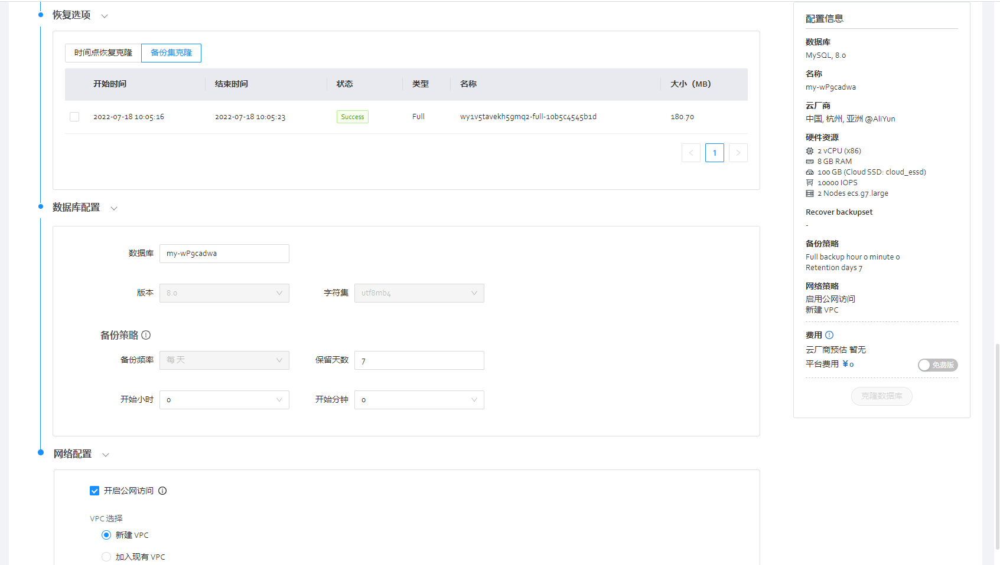 恢复选项
时间点恢复克隆 备份集克隆
开始时间 结束时间 状态 类型 名称 大小（MB）
2022-07-18 10:05:16 2022-07-18 10:05:23 Success Full wy1v5tavekh5gmq2-full-10b5c4545b1d 180.70
1
数据库配置
数据库 my-wP9cadwa
版本 8.0 字符集 utf8mb4
备份策略
备份频率 每天 保留天数 7
开始小时 0 开始分钟 0
网络配置
开启公网访问
VPC 选择
新建 VPC
加入现有 VPC
配置信息
数据库
MySQL, 8.0
名称
my-wP9cadwa
云厂商
中国, 杭州, 亚洲 @AliYun
硬件资源
2 vCPU (x86)
8 GB RAM
100 GB (Cloud SSD: cloud_essd)
10000 IOPS
2 Nodes ecs.g7.large
Recover backupset
-
备份策略
Full backup hour 0 minute 0
Retention days 7
网络策略
启用公网访问
新建 VPC
费用
云厂商预估 暂无
平台费用 ¥0 免费版
克隆数据库